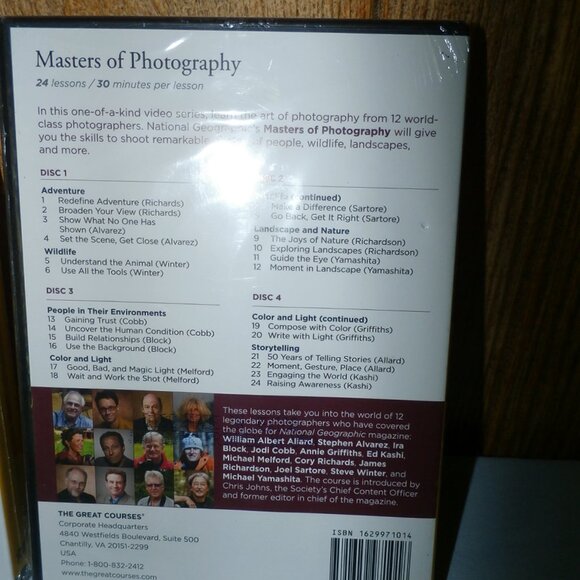 Masters of Photography
24 lessons / 30 minutes per lesson
In this one-of-a-kind video series, learn the art of photography from 12 world-
class photographers. National Geographic's Masters of Photography will give
you the skills to shoot remarkable of people, wildlife, landscapes,
and more.
DISC 1
Adventure
1 Redefine Adventure (Richards)
2 Broaden Your View (Richards)
3 Show What No One Has
Shown (Alvarez)
4 Set the Scene, Get Close (Alvarez)
Wildlife
5 Understand the Animal (Winter)
6 Use All the Tools (Winter)
2
(continued)
Make a Difference (Sartore)
Go Back, Get It Right (Sartore)
Landscape and Nature
9 The Joys of Nature (Richardson)
10 Exploring Landscapes (Richardson)
11 Guide the Eye (Yamashita)
12 Moment in Landscape (Yamashita)
DISC 3
People in Their Environments
13 Gaining Trust (Cobb)
14 Uncover the Human Condition (Cobb)
15 Build Relationships (Block)
16 Use the Background (Block)
Color and Light
17 Good, Bad, and Magic Light (Melford)
18 Wait and Work the Shot (Melford)
DISC 4
Color and Light (continued)
19 Compose with Color (Griffiths)
20 Write with Light (Griffiths)
Storytelling
21 50 Years of Telling Stories (Allard)
22 Moment, Gesture, Place (Allard)
23 Engaging the World (Kashi)
24 Raising Awareness (Kashi)
These lessons take you into the world of 12
legendary photographers who have covered
the globe for National Geographic magazine:
William Albert Allard, Stephen Alvarez, Ira
Block, Jodi Cobb, Annie Griffiths, Ed Kashi,
Michael Melford, Cory Richards, James
Richardson, Joel Sartore, Steve Winter, and
Michael Yamashita. The course is introduced by
Chris Johns, the Society's Chief Content Officer
and former editor in chief of the magazine.
THE GREAT COURSES®
Corporate Headquarters
4840 Westfields Boulevard, Suite 500
Chantilly, VA 20151-2299
USA
Phone: 1-800-832-2412
www.thegreatcourses.com
ISBN 1629971014